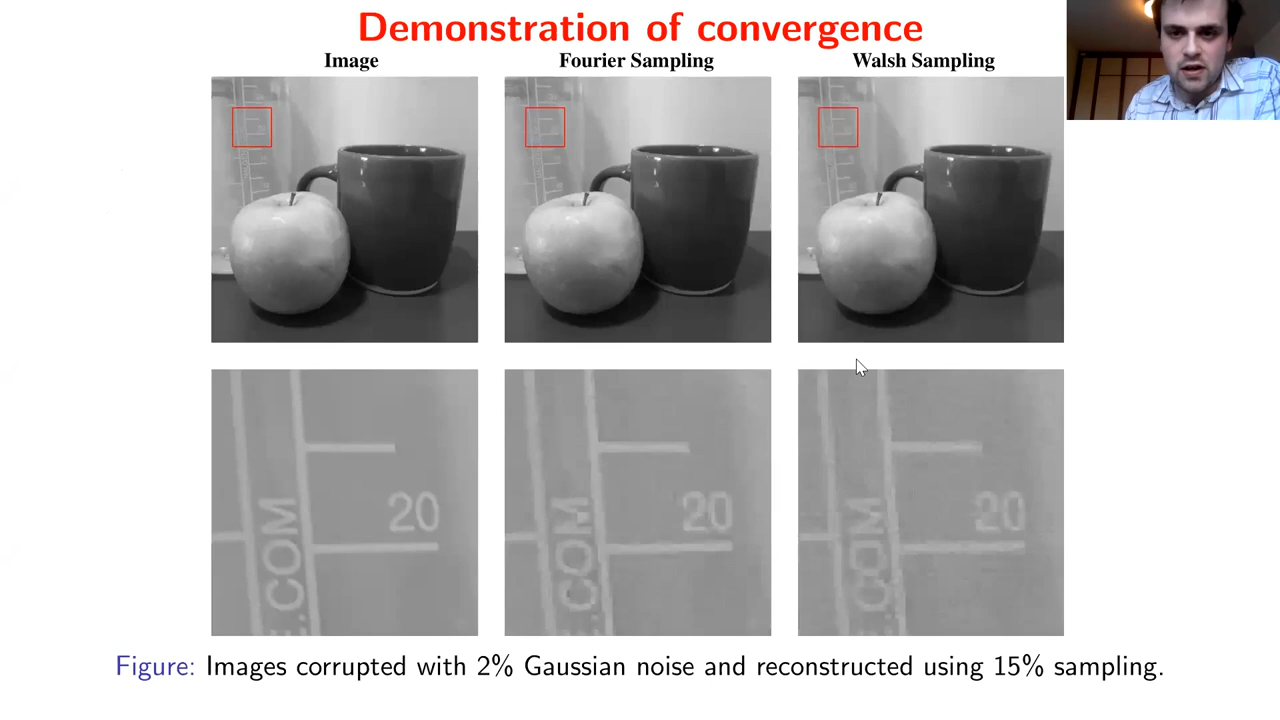 Demonstration of convergence
Image
Fourier Sampling
Walsh Sampling
20
E.COM
20
E.COM
20
E.COM
Figure: Images corrupted with 2% Gaussian noise and reconstructed using 15% sampling.